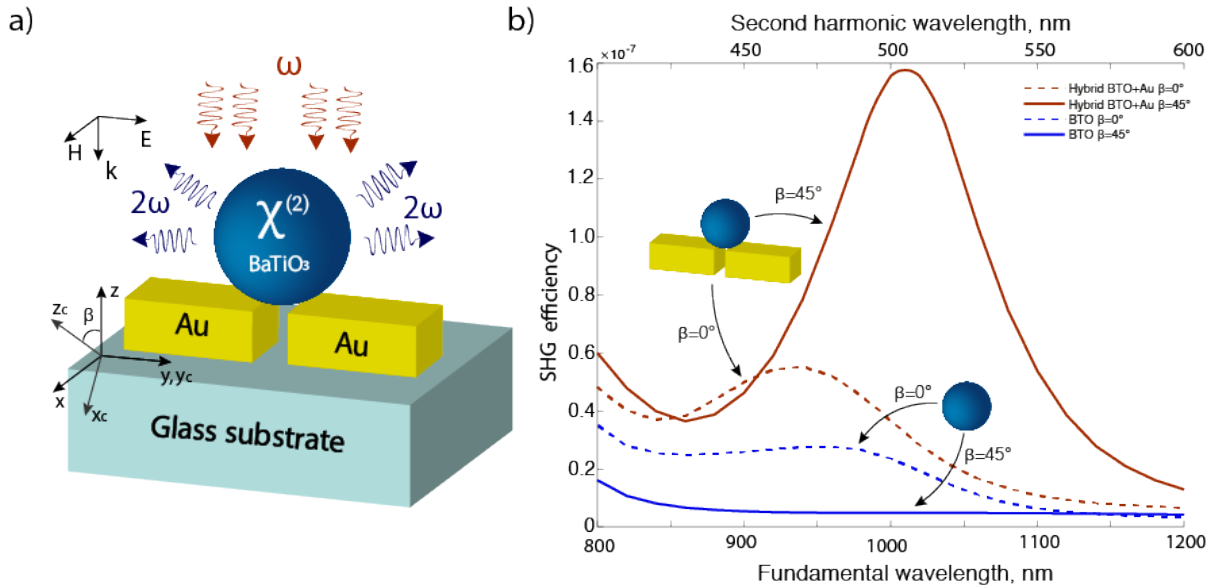 a)
ω
E
H
k
2ω
2ω
χ(2)
BaTiO₃
Au
Au
z
zc
β
y,yc
x
xc
Glass substrate
b)
Second harmonic wavelength, nm
450 500 550 600
×10⁻⁷
1.6
1.4
1.2
1.0
0.8
0.6
0.4
0.2
0
SHG efficiency
Hybrid BTO+Au β=0°
Hybrid BTO+Au β=45°
BTO β=0°
BTO β=45°
β=45°
β=0°
β=0°
β=45°
800 900 1000 1100 1200
Fundamental wavelength, nm